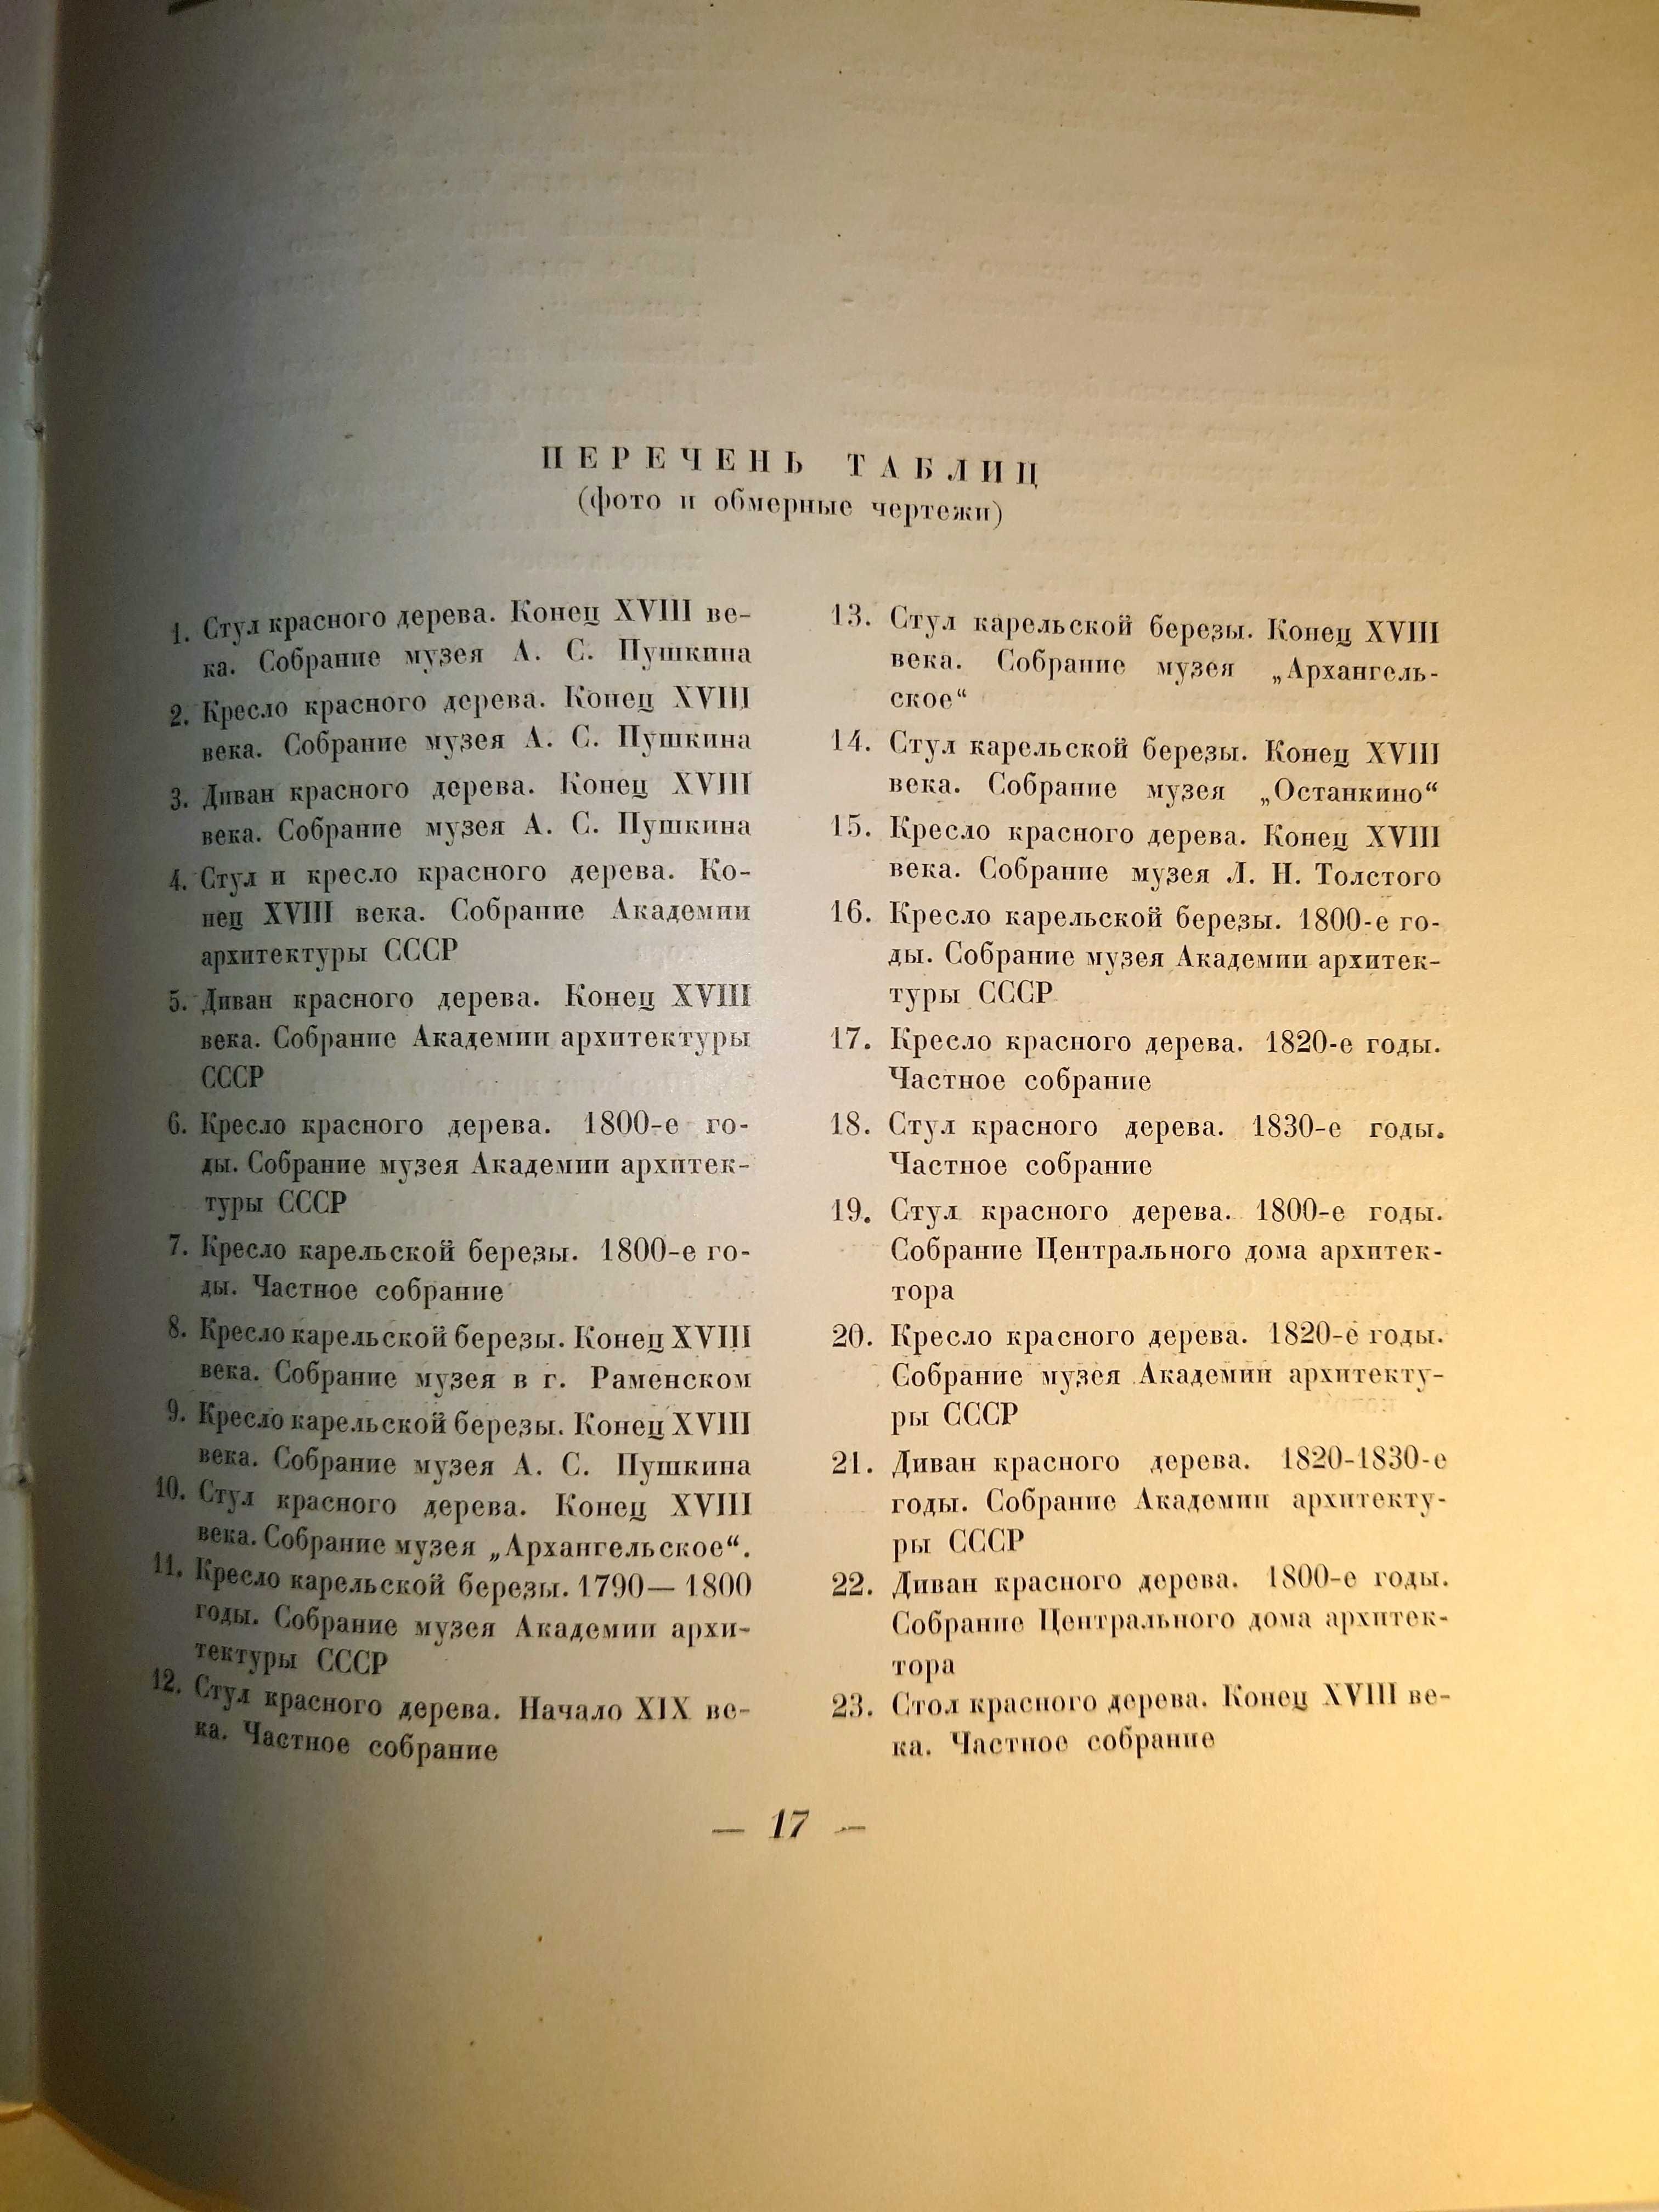 ПЕРЕЧЕНЬ ТАБЛИЦ
(фото и обмерные чертежи)
1. Стул красного дерева. Конец XVIII ве-
ка. Собрание музея А. С. Пушкина
2. Кресло красного дерева. Конец XVIII
века. Собрание музея А. С. Пушкина
3. Диван красного дерева. Конец XVIII
века. Собрание музея А. С. Пушкина
4. Стул и кресло красного дерева. Ко-
нец XVIII века. Собрание Академии
архитектуры СССР
5. Диван красного дерева. Конец XVIII
века. Собрание Академии архитектуры
СССР
6. Кресло красного дерева. 1800-е го-
ды. Собрание музея Академии архитек-
туры СССР
7. Кресло карельской березы. 1800-е го-
ды. Частное собрание
8. Кресло карельской березы. Конец XVIII
века. Собрание музея в г. Раменском
9. Кресло карельской березы. Конец XVIII
века. Собрание музея А. С. Пушкина
10. Стул красного дерева. Конец XVIII
века. Собрание музея „Архангельское“.
11. Кресло карельской березы. 1790— 1800
годы. Собрание музея Академии архи-
тектуры СССР
12. Стул красного дерева. Начало XIX ве-
ка. Частное собрание
13. Стул карельской березы. Конец XVIII
века. Собрание музея „Архангель-
ское“
14. Стул карельской березы. Конец XVIII
века. Собрание музея „Останкино“
15. Кресло красного дерева. Конец XVIII
века. Собрание музея Л. Н. Толстого
16. Кресло карельской березы. 1800-е го-
ды. Собрание музея Академии архитек-
туры СССР
17. Кресло красного дерева. 1820-е годы.
Частное собрание
18. Стул красного дерева. 1830-е годы.
Частное собрание
19. Стул красного дерева. 1800-е годы.
Собрание Центрального дома архитек-
тора
20. Кресло красного дерева. 1820-е годы.
Собрание музея Академии архитекту-
ры СССР
21. Диван красного дерева. 1820-1830-е
годы. Собрание Академии архитекту-
ры СССР
22. Диван красного дерева. 1800-е годы.
Собрание Центрального дома архитек-
тора
23. Стол красного дерева. Конец XVIII ве-
ка. Частное собрание
— 17 —